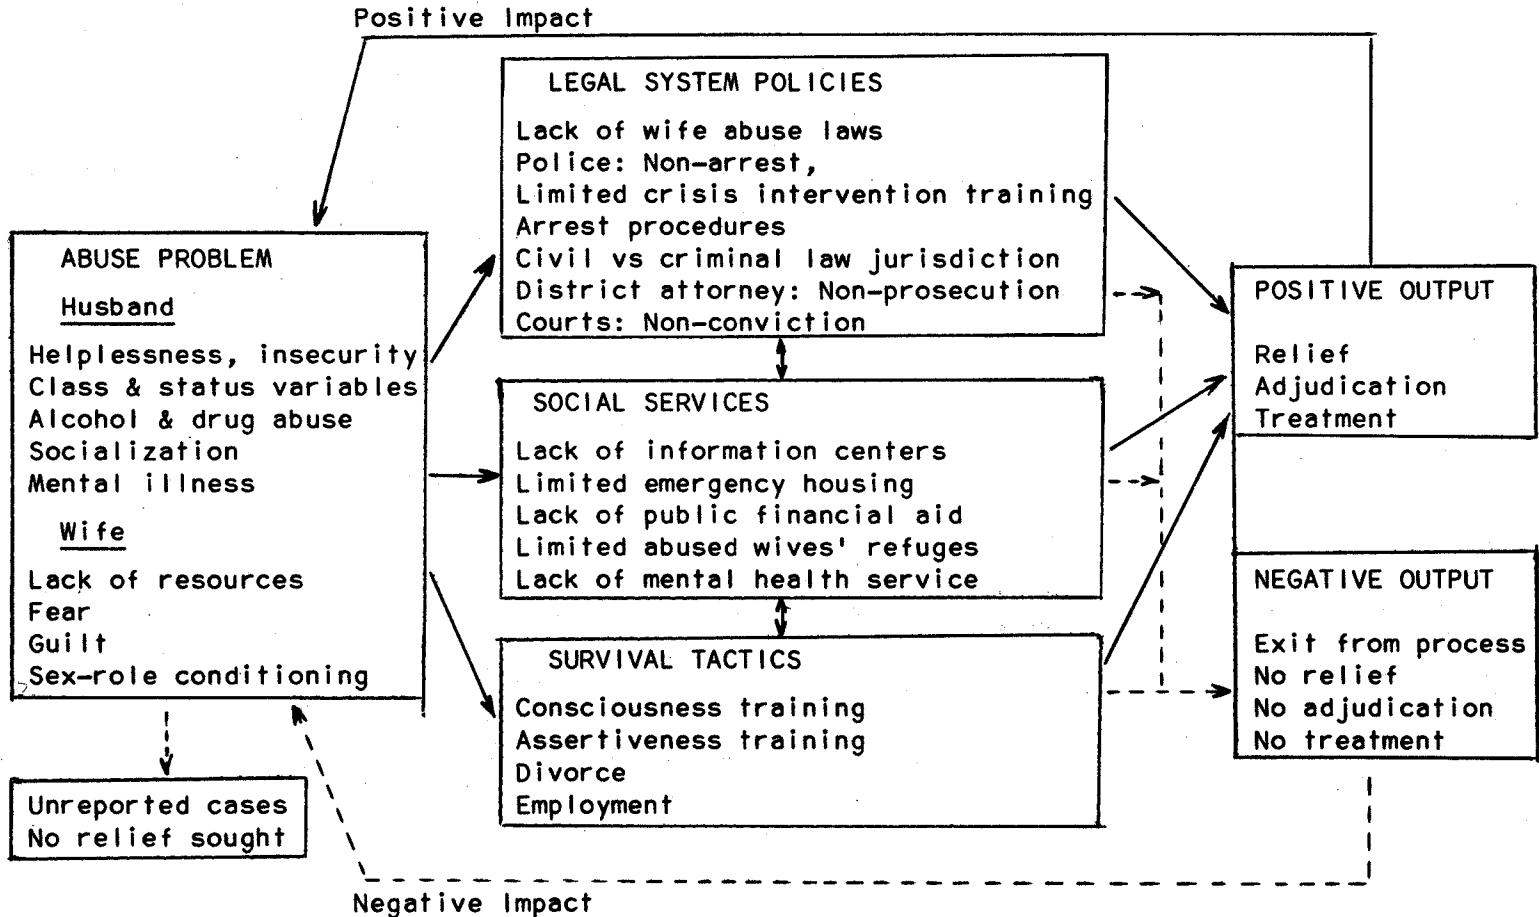 Positive Impact
LEGAL SYSTEM POLICIES
Lack of wife abuse laws
Police: Non-arrest,
Limited crisis intervention training
Arrest procedures
Civil vs criminal law jurisdiction
District attorney: Non-prosecution
Courts: Non-conviction
ABUSE PROBLEM
Husband
Helplessness, insecurity
Class & status variables
Alcohol & drug abuse
Socialization
Mental illness
Wife
Lack of resources
Fear
Guilt
Sex-role conditioning
SOCIAL SERVICES
Lack of information centers
Limited emergency housing
Lack of public financial aid
Limited abused wives' refuges
Lack of mental health service
SURVIVAL TACTICS
Consciousness training
Assertiveness training
Divorce
Employment
POSITIVE OUTPUT
Relief
Adjudication
Treatment
NEGATIVE OUTPUT
Exit from process
No relief
No adjudication
No treatment
Unreported cases
No relief sought
Negative Impact